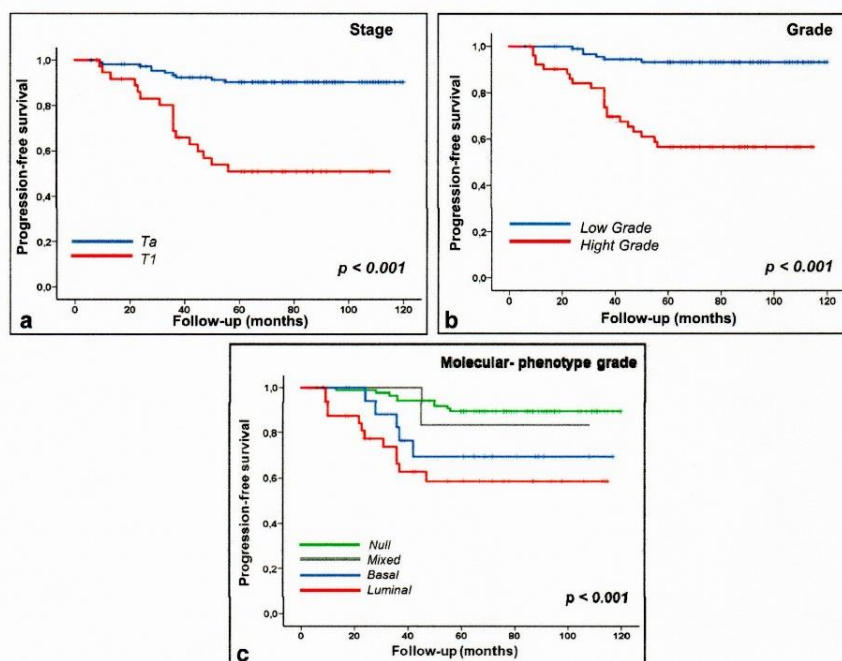 Stage
Progression-free survival
1,0
0,8
0,6
0,4
0,2
0,0
Ta
T1
p < 0.001
0
20
40
60
80
100
120
Follow-up (months)
a
Grade
Progression-free survival
1,0
0,8
0,6
0,4
0,2
0,0
Low Grade
Hight Grade
p < 0.001
0
20
40
60
80
100
120
Follow-up (months)
b
Molecular- phenotype grade
Progression-free survival
1,0
0,8
0,6
0,4
0,2
0,0
Null
Mixed
Basal
Luminal
p < 0.001
0
20
40
60
80
100
120
Follow-up (months)
c